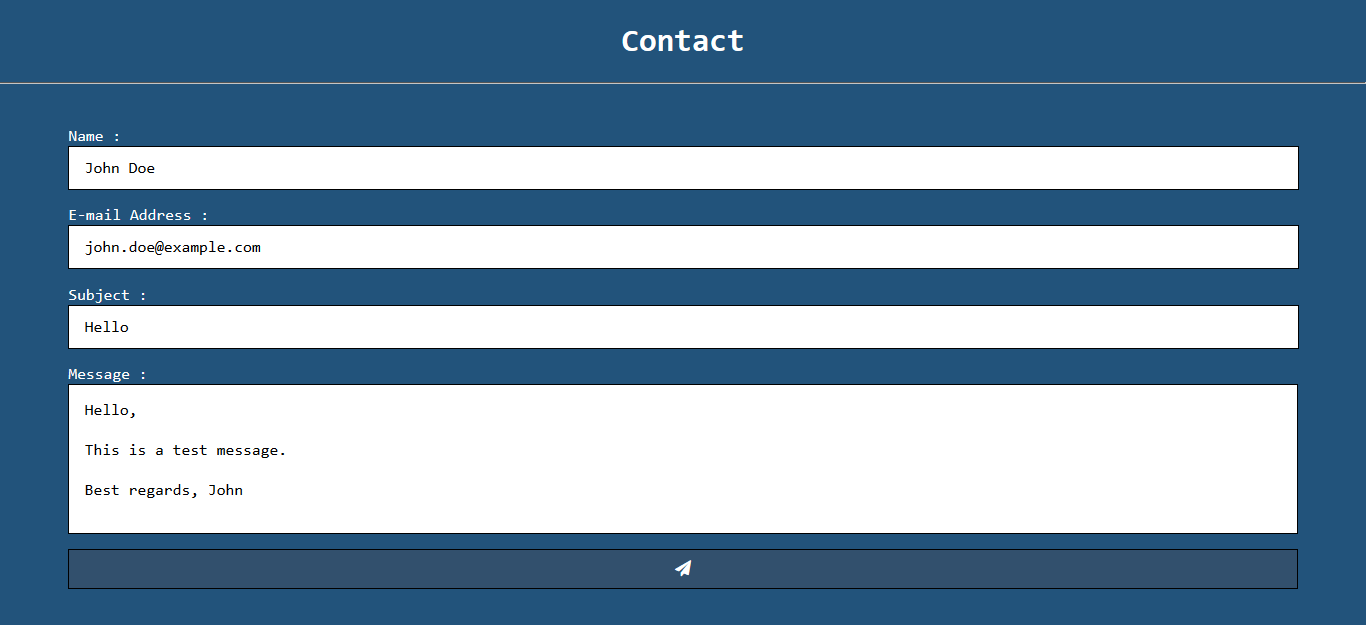 Contact
Name :
John Doe
E-mail Address :
john.doe@example.com
Subject :
Hello
Message :
Hello,
This is a test message.
Best regards, John